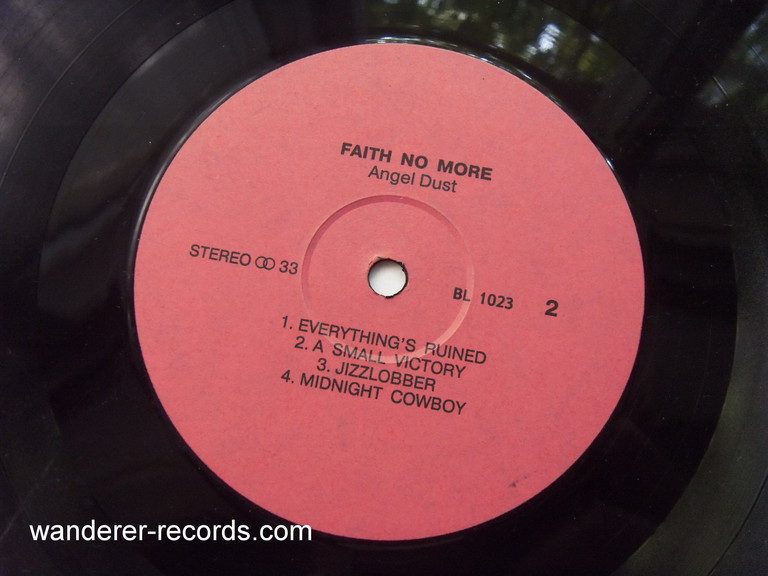 FAITH NO MORE
Angel Dust
STEREO ꝏ 33
BL 1023 2
1. EVERYTHING'S RUINED
2. A SMALL VICTORY
3. JIZZLOBBER
4. MIDNIGHT COWBOY
wanderer-records.com